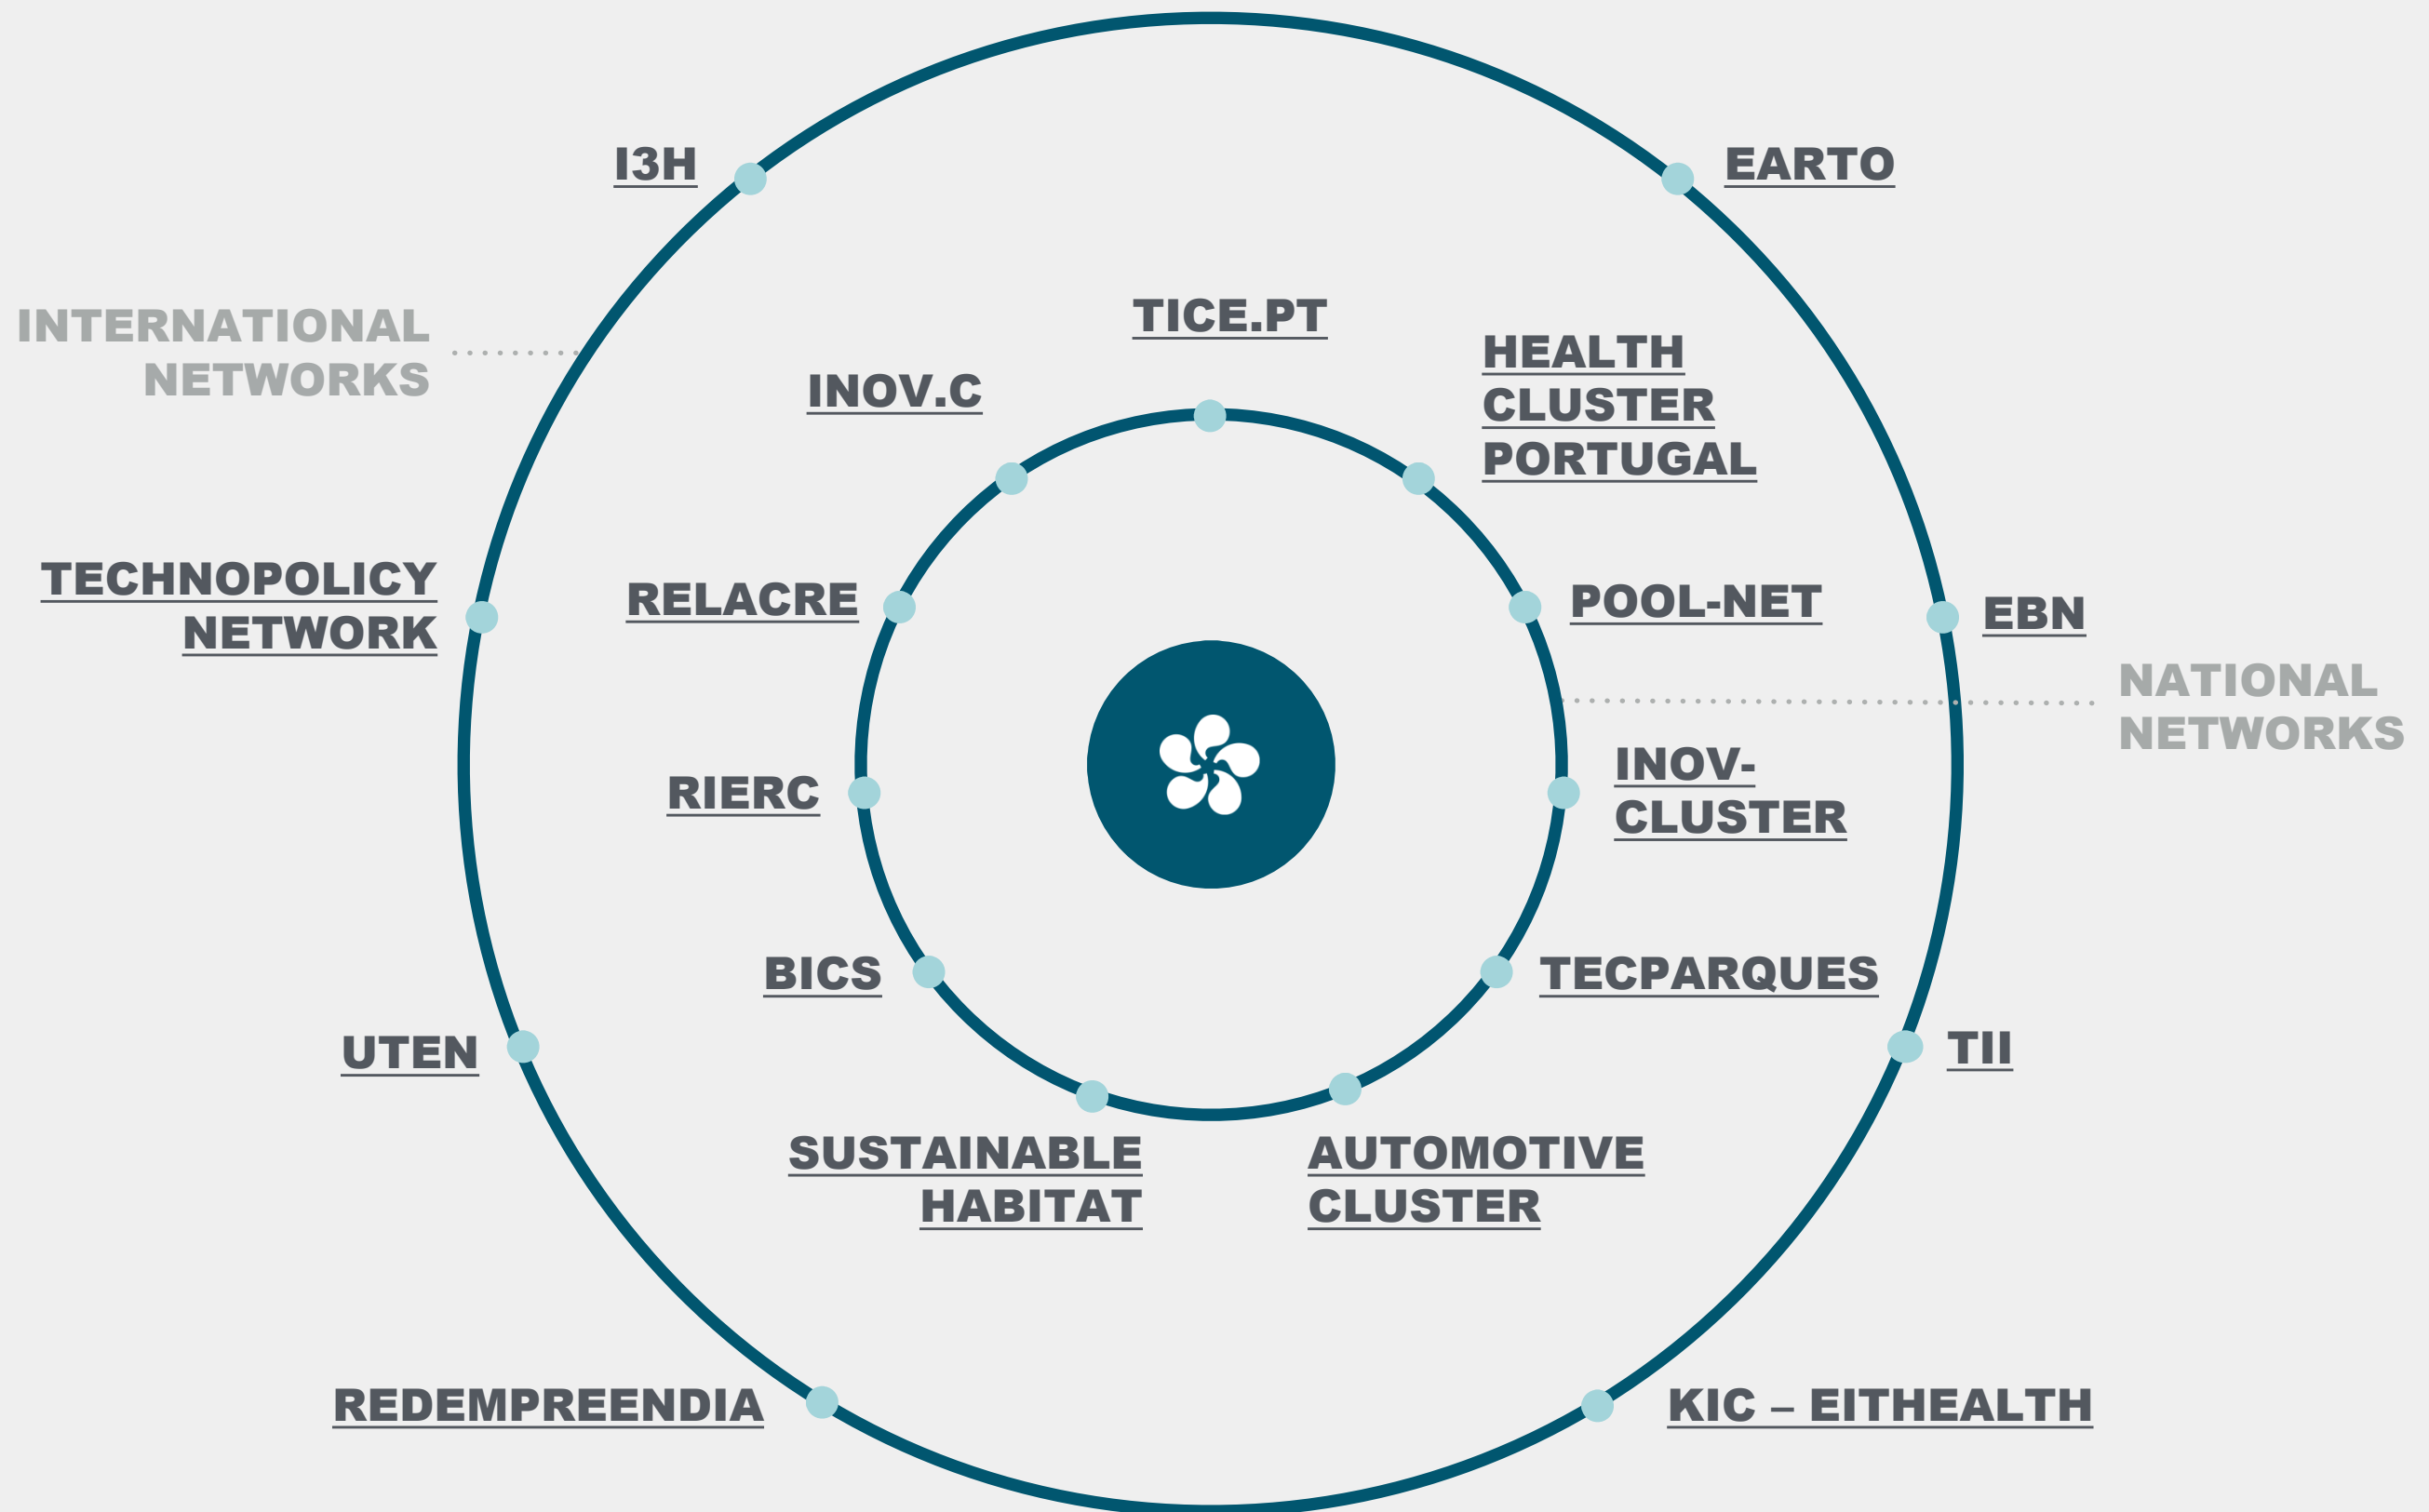 I3H
EARTO
INTERNATIONAL
NETWORKS
TICE.PT
INOV.C
HEALTH
CLUSTER
PORTUGAL
TECHNOPOLICY
NETWORK
RELACRE
POOL-NET
EBN
NATIONAL
NETWORKS
RIERC
INOV-
CLUSTER
BICS
TECPARQUES
UTEN
TII
SUSTAINABLE
HABITAT
AUTOMOTIVE
CLUSTER
REDEMPREENDIA
KIC – EITHEALTH